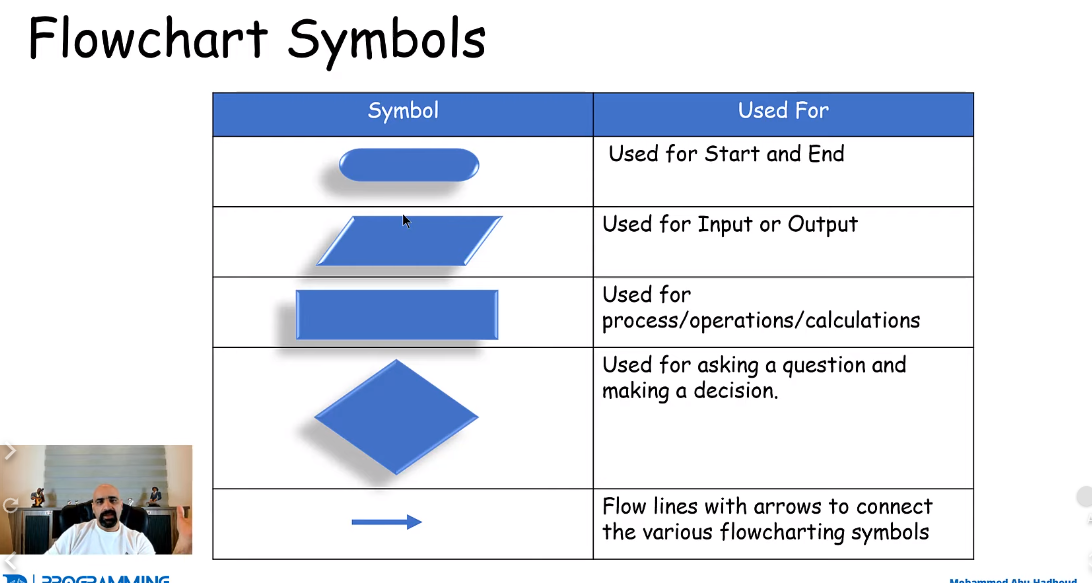 Flowchart Symbols
Symbol
Used For
Used for Start and End
Used for Input or Output
Used for
process/operations/calculations
Used for asking a question and
making a decision.
Flow lines with arrows to connect
the various flowcharting symbols
PROGRAMMING
Mohammed Abu-Hadhoud